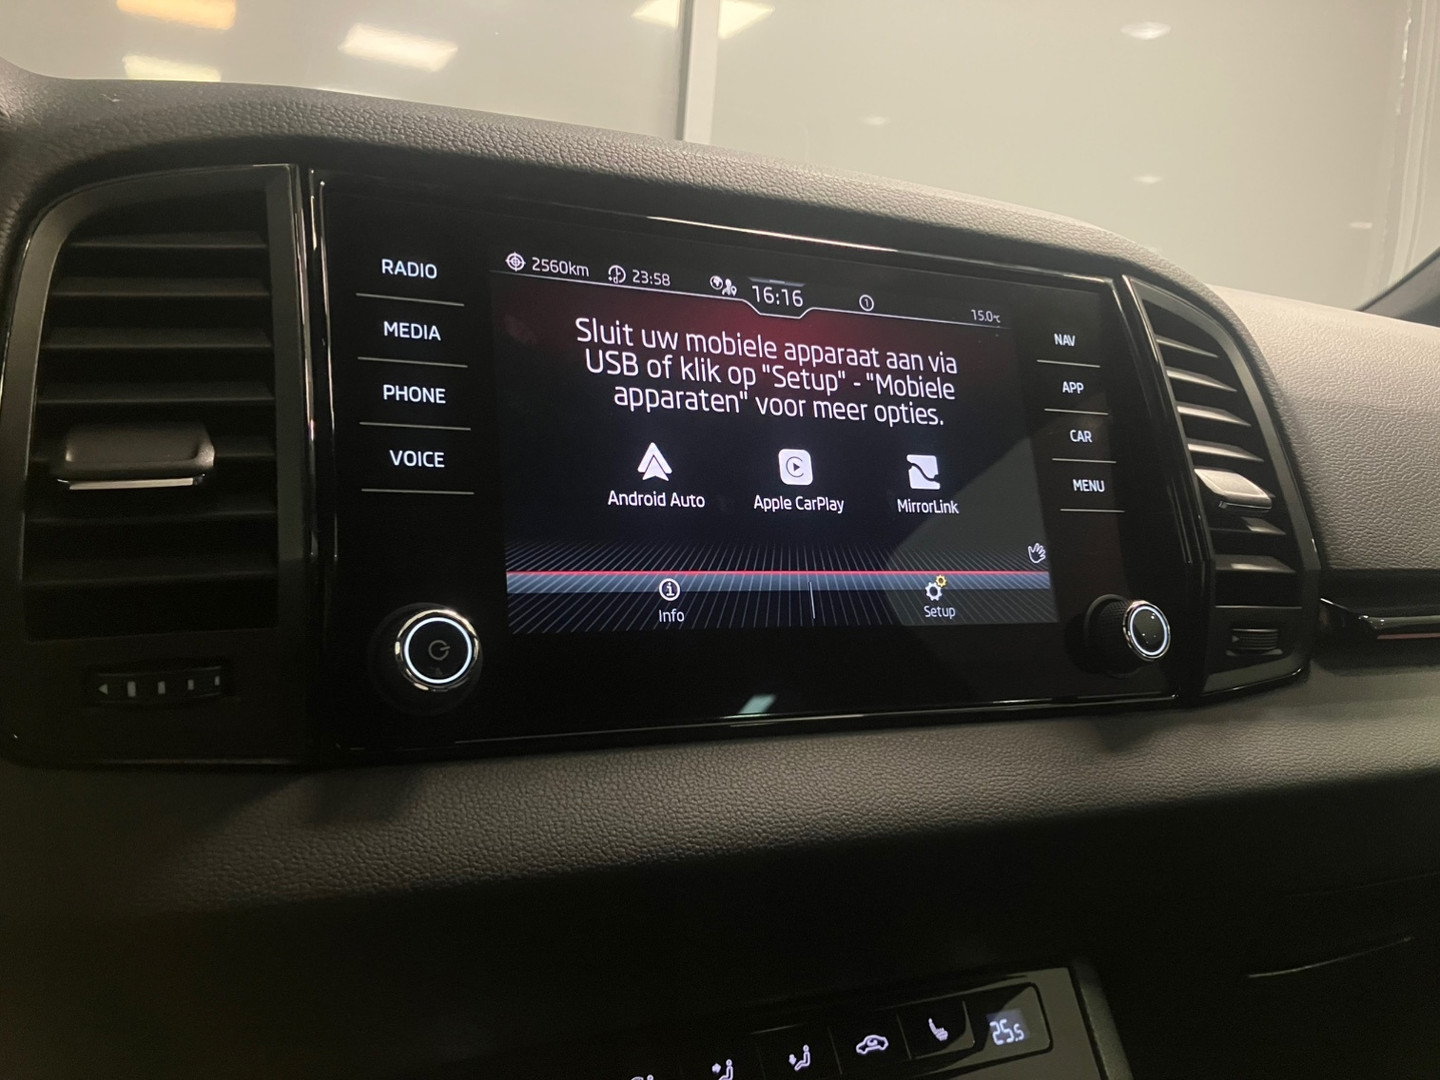 RADIO
MEDIA
PHONE
VOICE
2560km
23:58
16:16
1
15.0°C
Sluit uw mobiele apparaat aan via
USB of klik op "Setup" - "Mobiele
apparaten" voor meer opties.
Android Auto
Apple CarPlay
MirrorLink
Info
Setup
NAV
APP
CAR
MENU
25.5